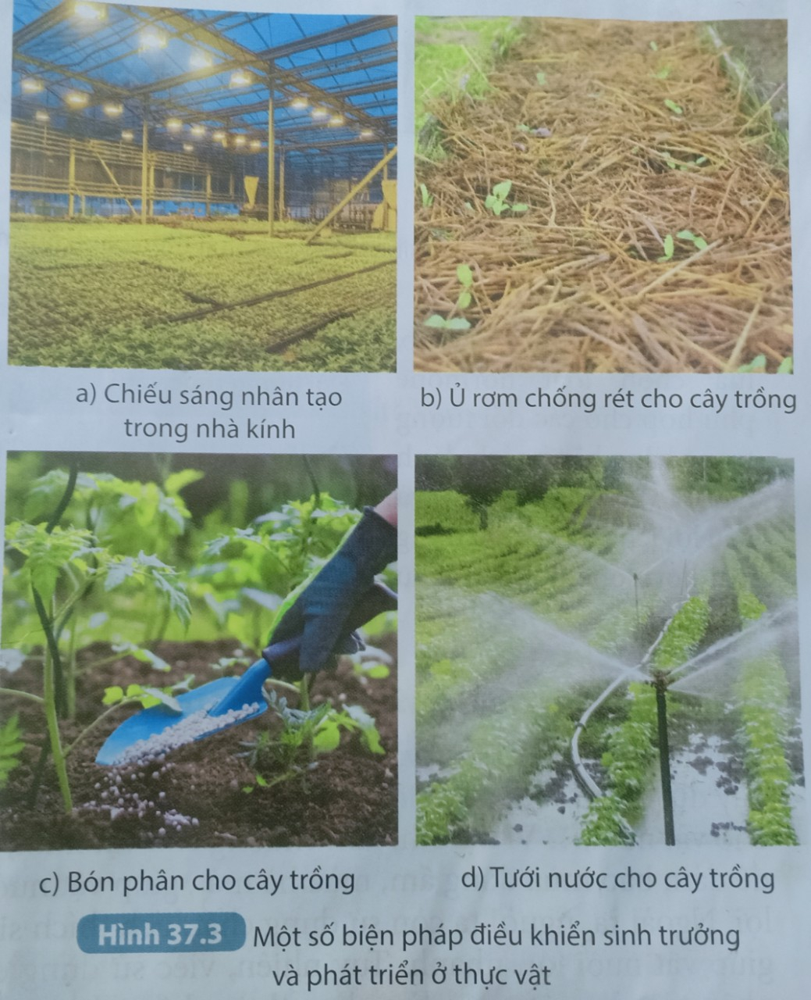 a) Chiếu sáng nhân tạo
trong nhà kính
b) Ủ rơm chống rét cho cây trồng
c) Bón phân cho cây trồng
d) Tưới nước cho cây trồng
Hình 37.3 Một số biện pháp điều khiển sinh trưởng
và phát triển ở thực vật